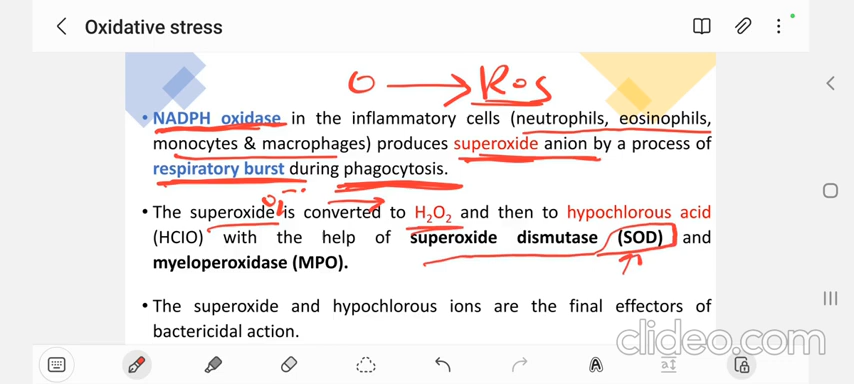 Oxidative stress
O → ROS
• NADPH oxidase in the inflammatory cells (neutrophils, eosinophils,
monocytes & macrophages) produces superoxide anion by a process of
respiratory burst during phagocytosis.
O₂⁻·
• The superoxide is converted to H₂O₂ and then to hypochlorous acid
(HClO) with the help of superoxide dismutase (SOD) and
myeloperoxidase (MPO).
• The superoxide and hypochlorous ions are the final effectors of
bactericidal action.
clideo.com